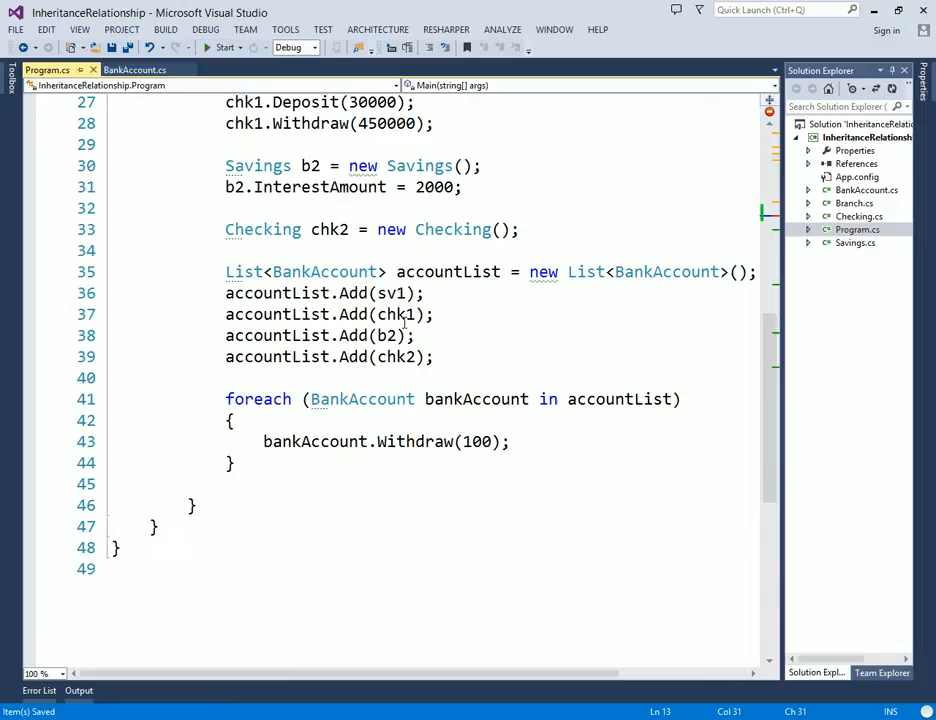 InheritanceRelationship - Microsoft Visual Studio
Quick Launch (Ctrl+Q)
FILE EDIT VIEW PROJECT BUILD DEBUG TEAM TOOLS TEST ARCHITECTURE RESHARPER ANALYZE WINDOW HELP
Sign in
Start Debug
Program.cs BankAccount.cs
InheritanceRelationship.Program Main(string[] args)
Toolbox
27 chk1.Deposit(30000);
28 chk1.Withdraw(450000);
29
30 Savings b2 = new Savings();
31 b2.InterestAmount = 2000;
32
33 Checking chk2 = new Checking();
34
35 List<BankAccount> accountList = new List<BankAccount>();
36 accountList.Add(sv1);
37 accountList.Add(chk1);
38 accountList.Add(b2);
39 accountList.Add(chk2);
40
41 foreach (BankAccount bankAccount in accountList)
42 {
43 bankAccount.Withdraw(100);
44 }
45
46 }
47 }
48 }
49
100 %
Solution Explorer
Search Solution Explorer (
Solution 'InheritanceRelati
InheritanceRelationsh
Properties
References
App.config
BankAccount.cs
Branch.cs
Checking.cs
Program.cs
Savings.cs
Solution Expl... Team Explorer
Properties
Error List Output
Item(s) Saved Ln 13 Col 31 Ch 31 INS